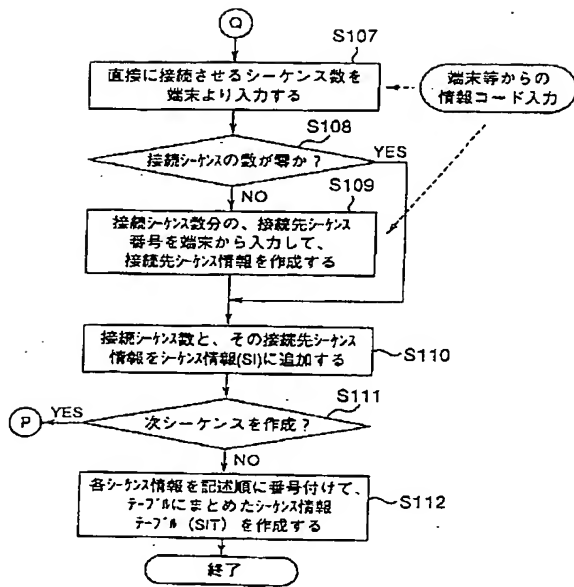 Q
S107
直接に接続させるシーケンス数を
端末より入力する
端末等からの
情報コード入力
S108
接続シーケンスの数が零か?
YES
NO
S109
接続シーケンス数分の、接続先シーケンス
番号を端末から入力して、
接続先シーケンス情報を作成する
接続シーケンス数と、その接続先シーケンス
情報をシーケンス情報(SI)に追加する
S110
S111
P
YES
次シーケンスを作成?
NO
各シーケンス情報を記述順に番号付けて、
テーブルにまとめたシーケンス情報
テーブル(SIT)を作成する
S112
終了